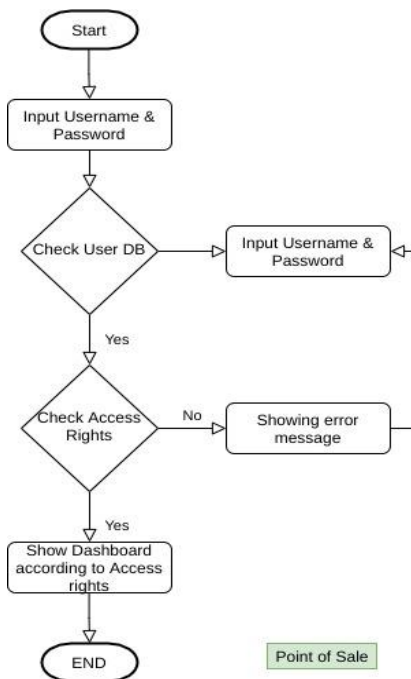 Start
Input Username &
Password
Check User DB
Input Username &
Password
Yes
Check Access
Rights
No
Showing error
message
Yes
Show Dashboard
according to Access
rights
END
Point of Sale